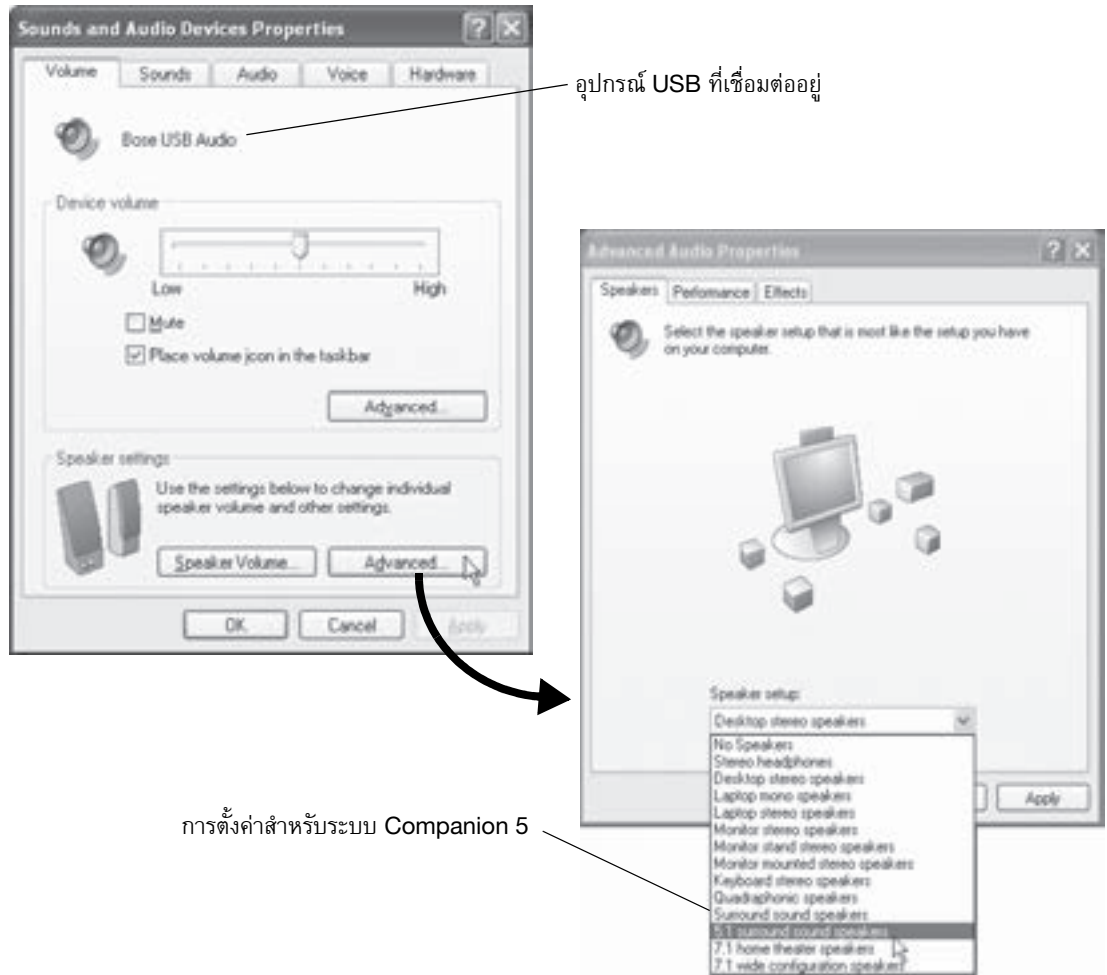 Sounds and Audio Devices Properties
Volume Sounds Audio Voice Hardware
อุปกรณ์ USB ที่เชื่อมต่ออยู่
Bose USB Audio
Device volume
Low High
Mute
Place volume icon in the taskbar
Advanced...
Speaker settings
Use the settings below to change individual
speaker volume and other settings.
Speaker Volume... Advanced...
OK Cancel Apply
Advanced Audio Properties
Speakers Performance Effects
Select the speaker setup that is most like the setup you have
on your computer.
Speaker setup:
Desktop stereo speakers
No Speakers
Stereo headphones
Desktop stereo speakers
Laptop mono speakers
Laptop stereo speakers
Monitor stereo speakers
Monitor stand stereo speakers
Monitor mounted stereo speakers
Keyboard stereo speakers
Quadraphonic speakers
Surround sound speakers
5.1 surround sound speakers
7.1 home theater speakers
7.1 wide configuration speakers
Apply
การตั้งค่าสำหรับระบบ Companion 5